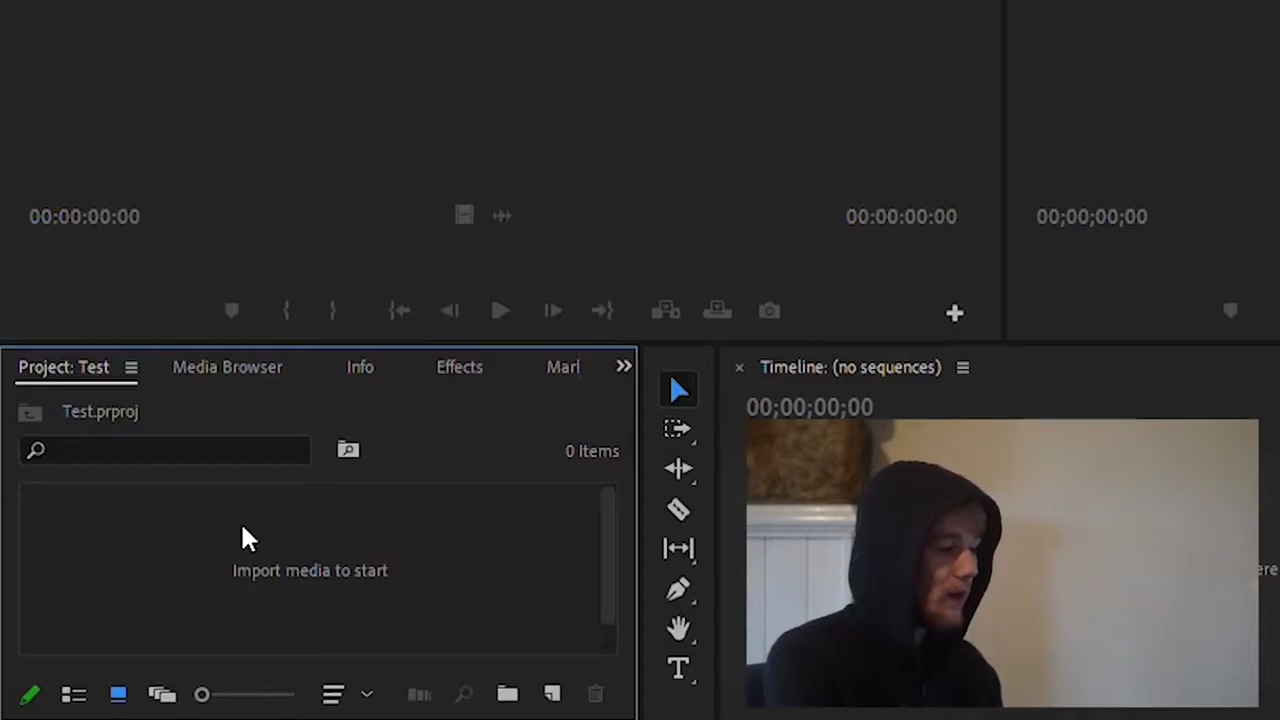 00:00:00:00
00:00:00:00
00;00;00;00
Project: Test
Media Browser
Info
Effects
Marl
Timeline: (no sequences)
Test.prproj
00;00;00;00
0 Items
Import media to start
ere